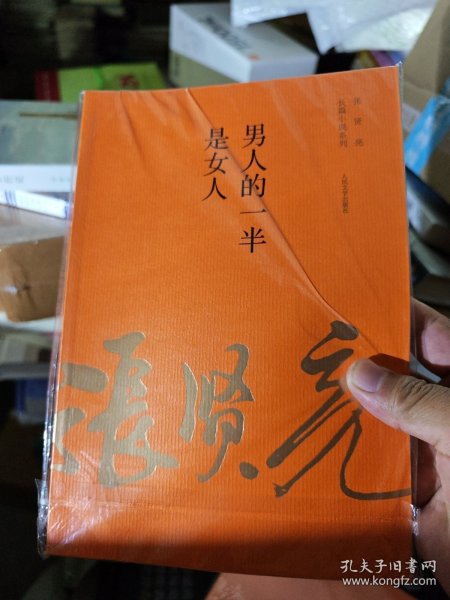 张贤亮
长篇小说系列
人民文学出版社
男人的一半
是女人
張贤亮
孔夫子旧书网
www.kongfz.com